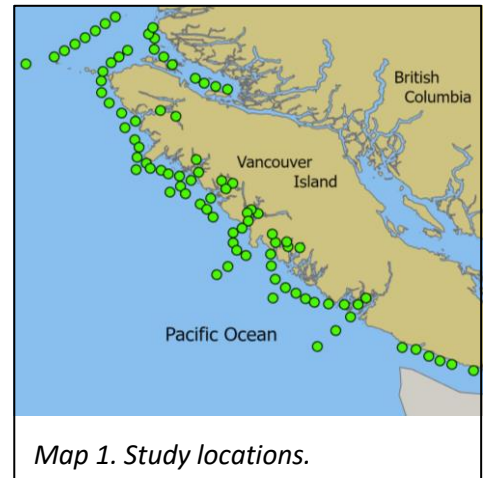 British
Columbia
Vancouver
Island
Pacific Ocean
Map 1. Study locations.